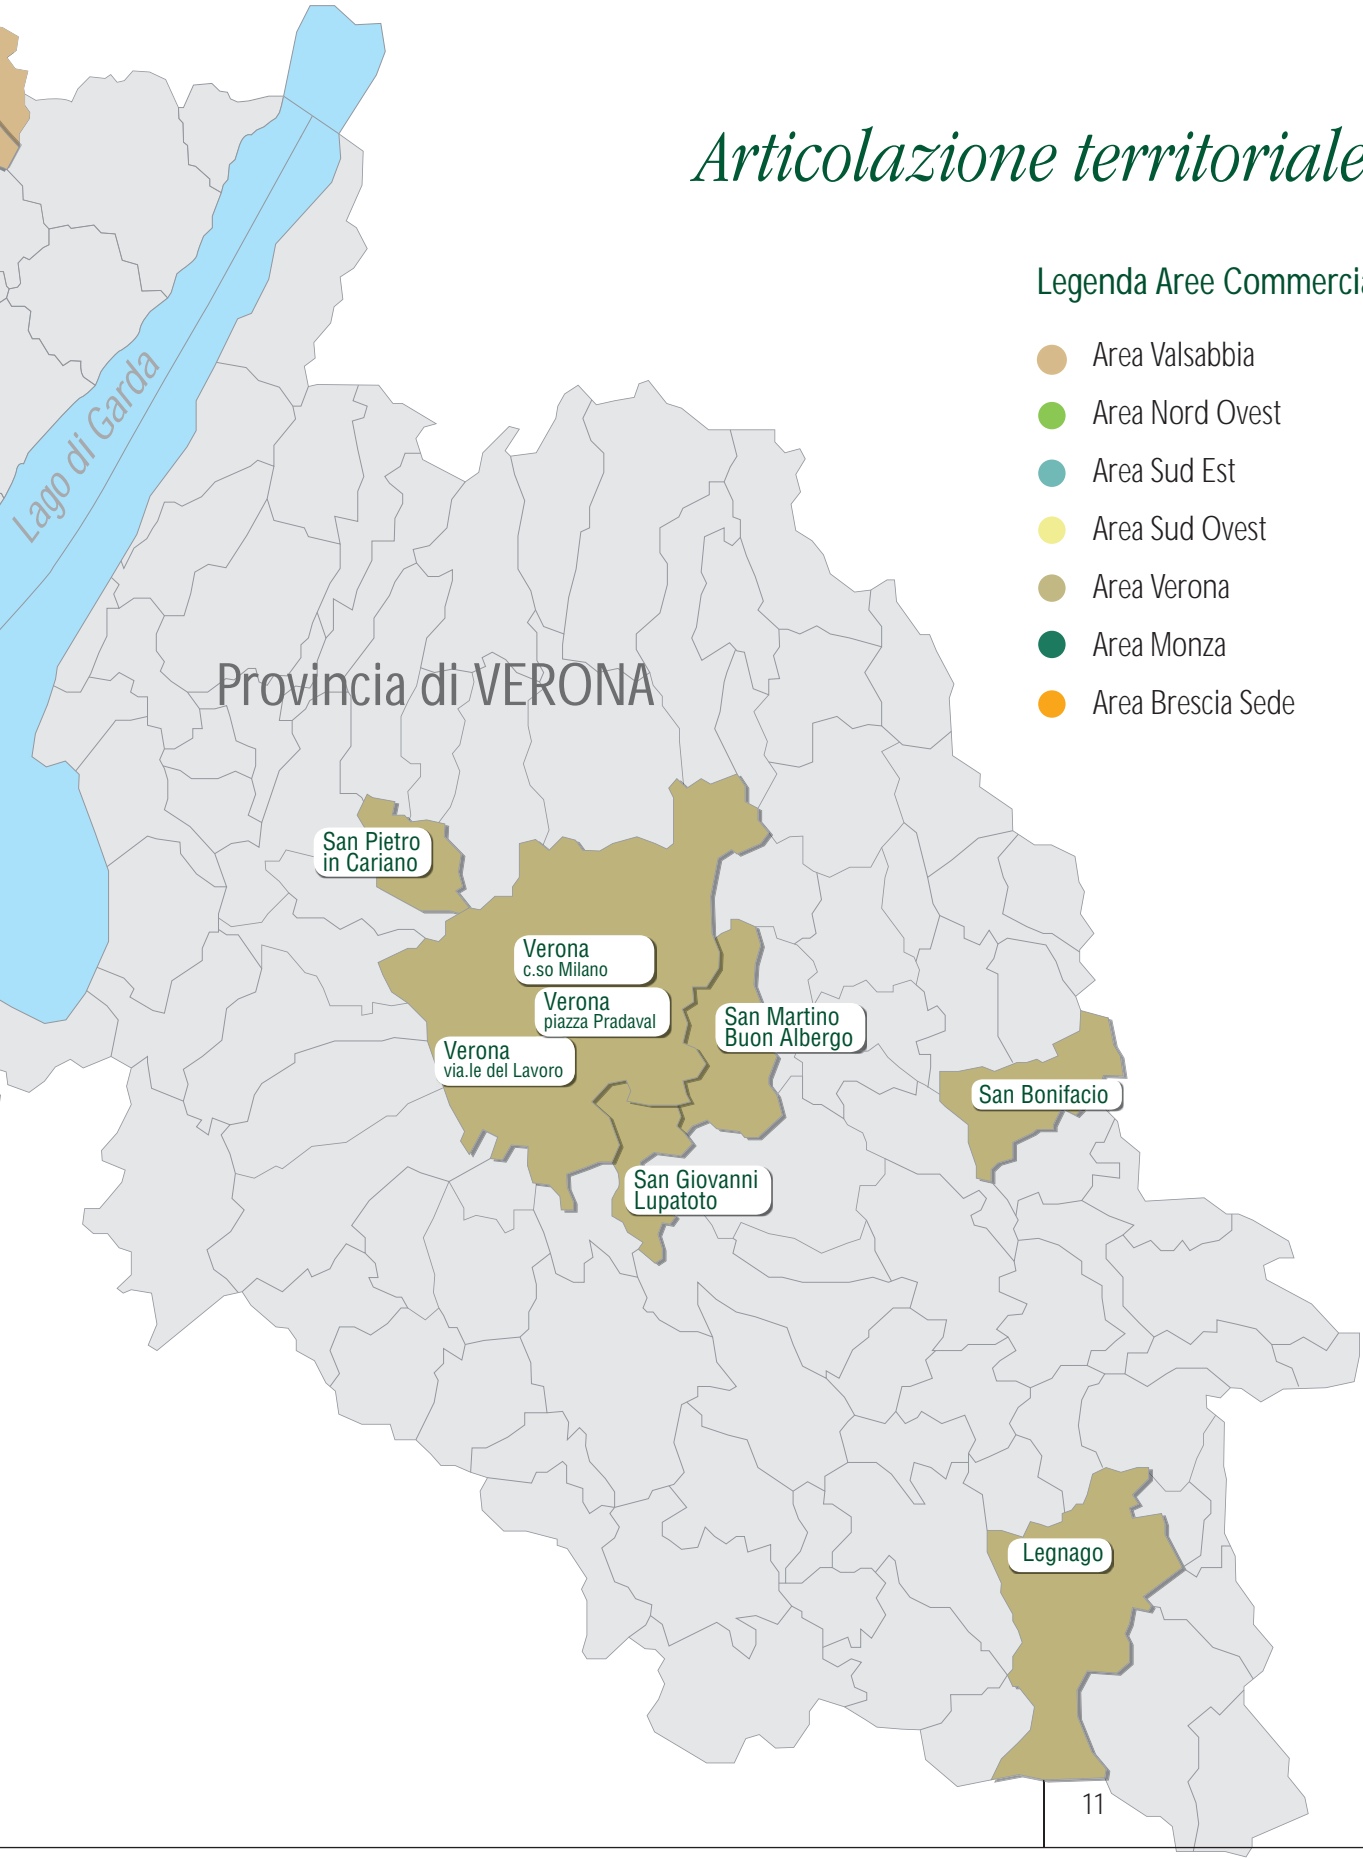 Articolazione territoriale
Legenda Aree Commercia
Area Valsabbia
Area Nord Ovest
Area Sud Est
Area Sud Ovest
Area Verona
Area Monza
Area Brescia Sede
Lago di Garda
Provincia di VERONA
San Pietro
in Cariano
Verona
c.so Milano
Verona
piazza Pradaval
San Martino
Buon Albergo
Verona
via.le del Lavoro
San Bonifacio
San Giovanni
Lupatoto
Legnago
11